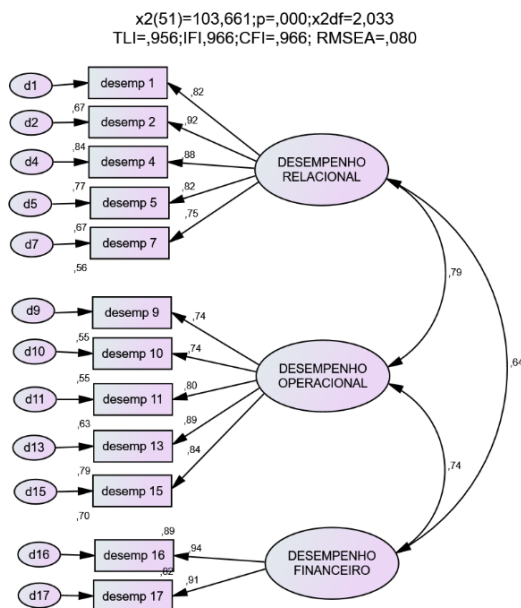 x2(51)=103,661;p=,000;x2df=2,033
TLI=,956;IFI,966;CFI=,966; RMSEA=,080
d1
desemp 1
,82
,67
d2
desemp 2
,92
,84
d4
desemp 4
,88
DESEMPENHO
RELACIONAL
,77
d5
desemp 5
,82
,67
d7
desemp 7
,75
,56
,79
,64
d9
desemp 9
,74
,55
d10
desemp 10
,74
DESEMPENHO
OPERACIONAL
,55
d11
desemp 11
,80
,63
d13
desemp 13
,89
,79
d15
desemp 15
,84
,70
,74
,89
d16
desemp 16
,94
DESEMPENHO
FINANCEIRO
,82
d17
desemp 17
,91